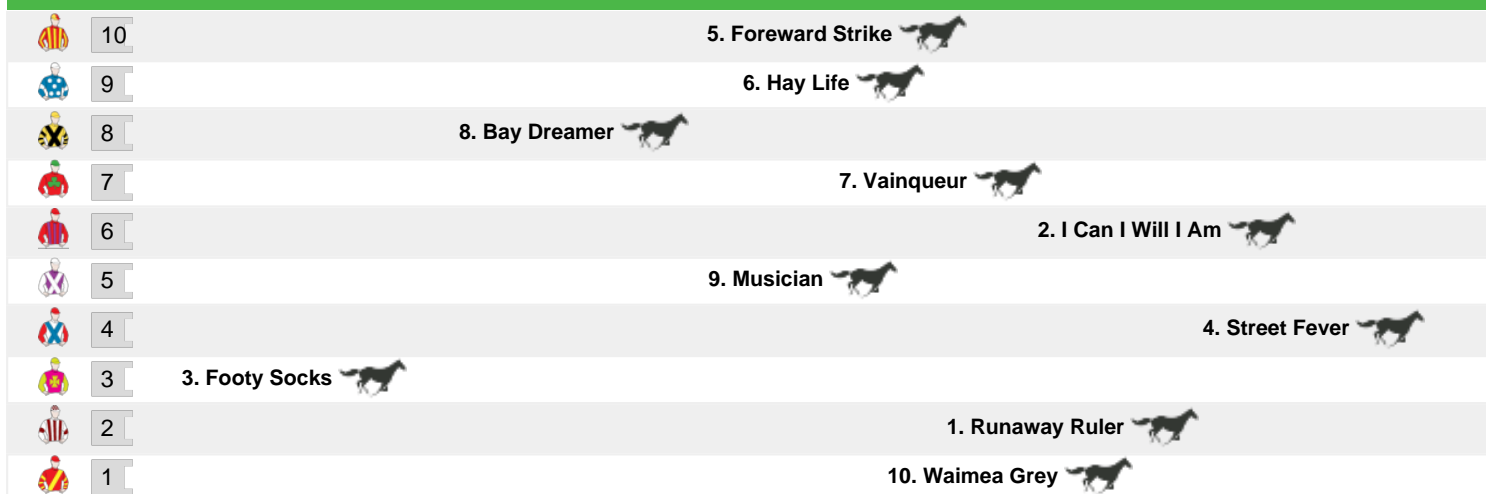 10 5. Foreward Strike
9 6. Hay Life
8 8. Bay Dreamer
7 7. Vainqueur
6 2. I Can I Will I Am
5 9. Musician
4 4. Street Fever
3 3. Footy Socks
2 1. Runaway Ruler
1 10. Waimea Grey